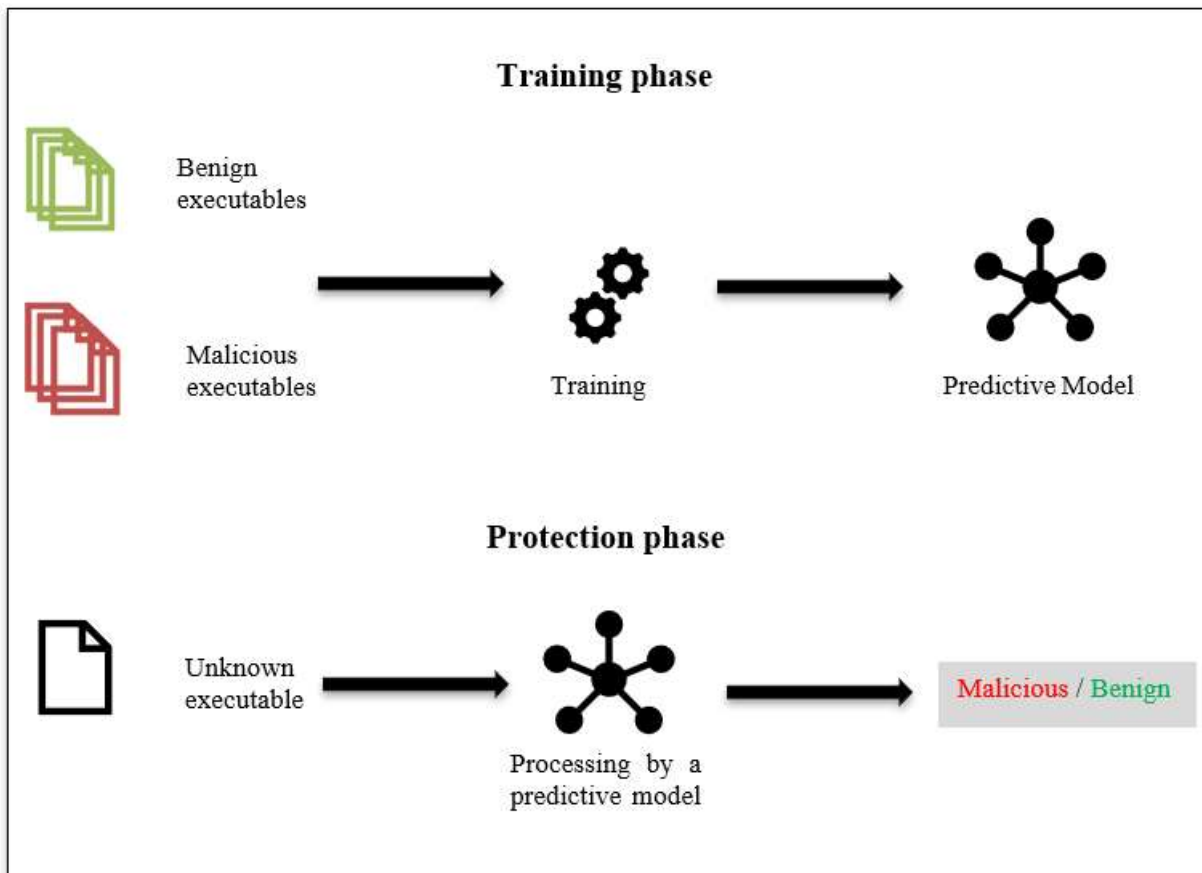 Training phase
Benign
executables
Malicious
executables
Training
Predictive Model
Protection phase
Unknown
executable
Processing by a
predictive model
Malicious / Benign